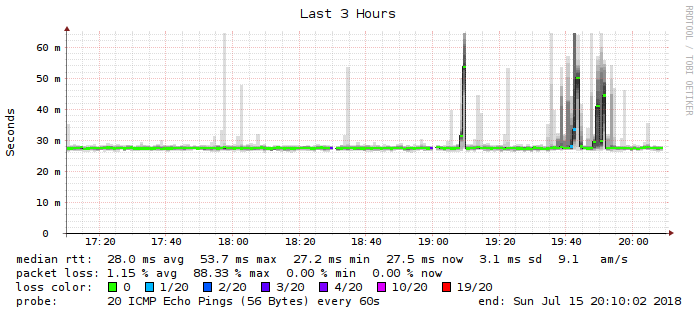 Last 3 Hours
RRDTOOL / TOBI OETIKER
Seconds
60 m
50 m
40 m
30 m
20 m
10 m
0
17:20 17:40 18:00 18:20 18:40 19:00 19:20 19:40 20:00
median rtt: 28.0 ms avg 53.7 ms max 27.2 ms min 27.5 ms now 3.1 ms sd 9.1 am/s
packet loss: 1.15 % avg 88.33 % max 0.00 % min 0.00 % now
loss color: 0 1/20 2/20 3/20 4/20 10/20 19/20
probe: 20 ICMP Echo Pings (56 Bytes) every 60s end: Sun Jul 15 20:10:02 2018